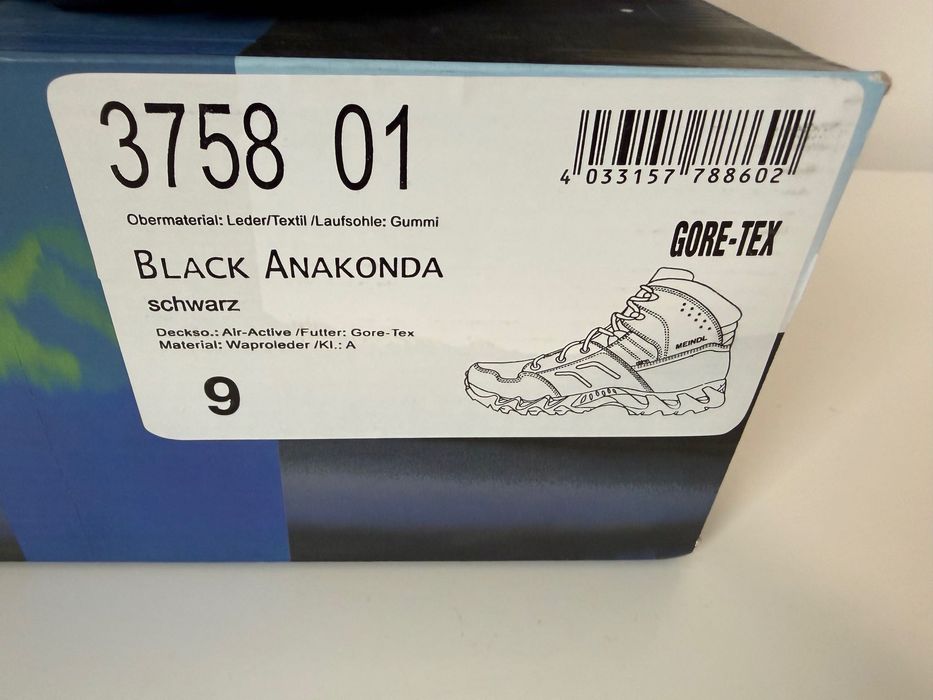 3758 01
4 033157 788602
Obermaterial: Leder/Textil /Laufsohle: Gummi
GORE-TEX
BLACK ANAKONDA
schwarz
Deckso.: Air-Active /Futter: Gore-Tex
Material: Waproleder /Kl.: A
MEINDL
9